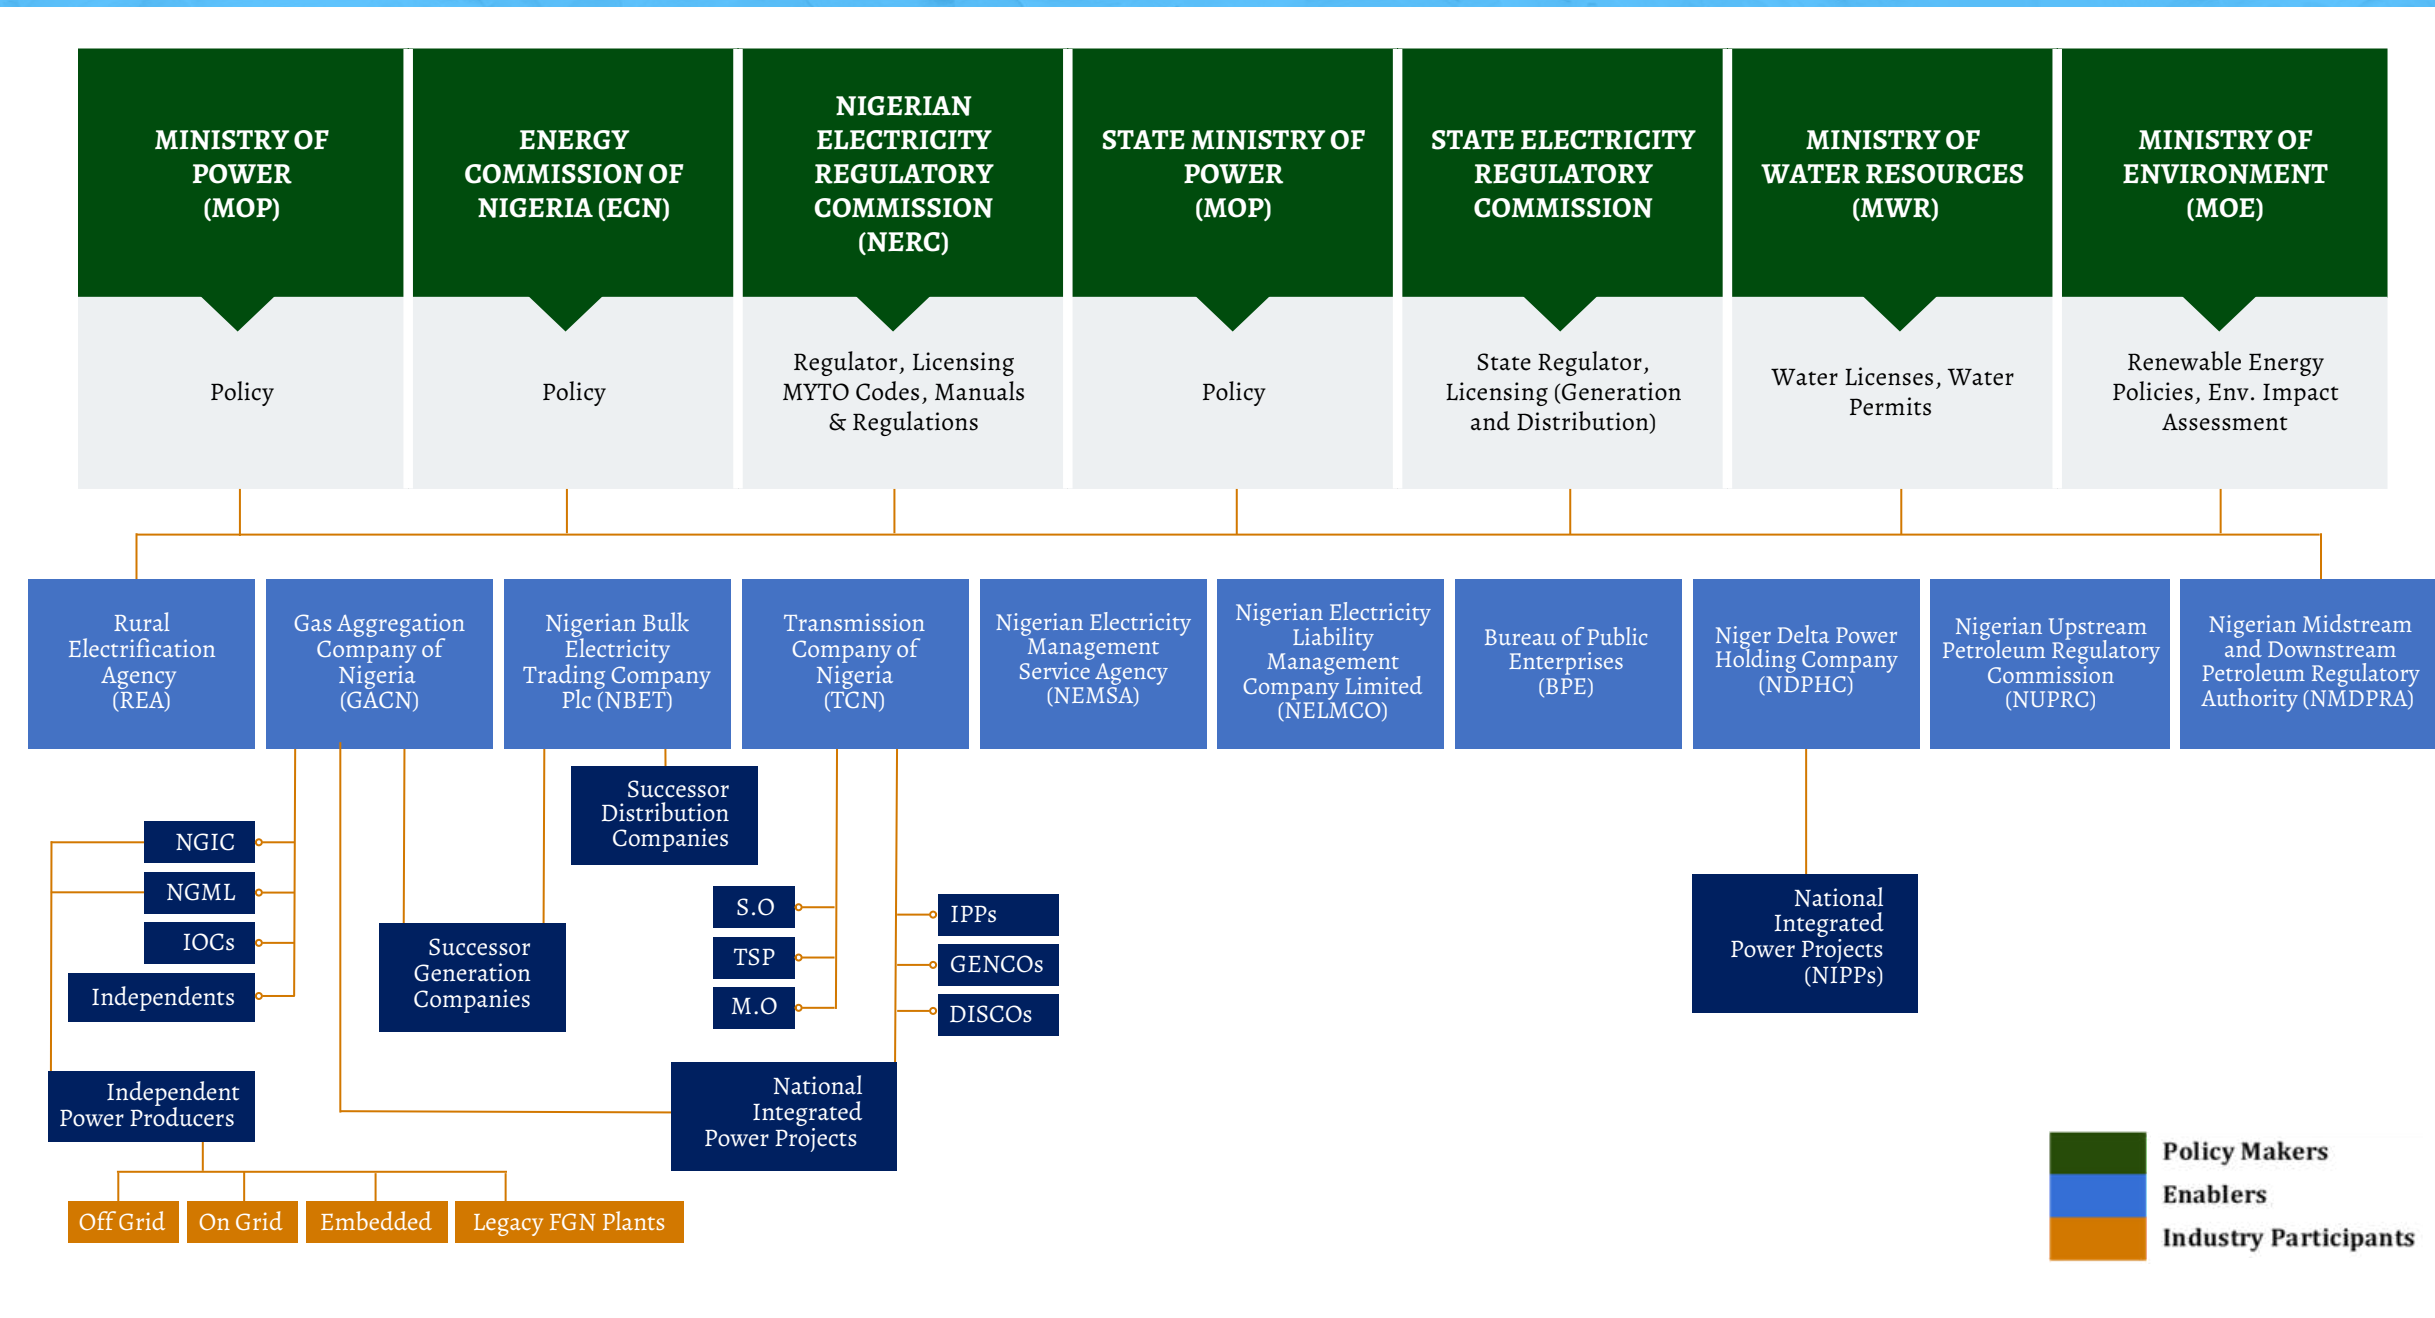 MINISTRY OF
POWER
(MOP)
ENERGY
COMMISSION OF
NIGERIA (ECN)
NIGERIAN
ELECTRICITY
REGULATORY
COMMISSION
(NERC)
STATE MINISTRY OF
POWER
(MOP)
STATE ELECTRICITY
REGULATORY
COMMISSION
MINISTRY OF
WATER RESOURCES
(MWR)
MINISTRY OF
ENVIRONMENT
(MOE)
Policy
Policy
Regulator, Licensing
MYTO Codes, Manuals
& Regulations
Policy
State Regulator,
Licensing (Generation
and Distribution)
Water Licenses, Water
Permits
Renewable Energy
Policies, Env. Impact
Assessment
Rural
Electrification
Agency
(REA)
Gas Aggregation
Company of
Nigeria
(GACN)
Nigerian Bulk
Electricity
Trading Company
Plc (NBET)
Transmission
Company of
Nigeria
(TCN)
Nigerian Electricity
Management
Service Agency
(NEMSA)
Nigerian Electricity
Liability
Management
Company Limited
(NELMCO)
Bureau of Public
Enterprises
(BPE)
Niger Delta Power
Holding Company
(NDPHC)
Nigerian Upstream
Petroleum Regulatory
Commission
(NUPRC)
Nigerian Midstream
and Downstream
Petroleum Regulatory
Authority (NMDPRA)
NGIC
NGML
IOCs
Independents
Successor
Generation
Companies
Successor
Distribution
Companies
S.O
TSP
M.O
IPPs
GENCOs
DISCOs
National
Integrated
Power Projects
(NIPPs)
Independent
Power Producers
National
Integrated
Power Projects
Off Grid
On Grid
Embedded
Legacy FGN Plants
Policy Makers
Enablers
Industry Participants